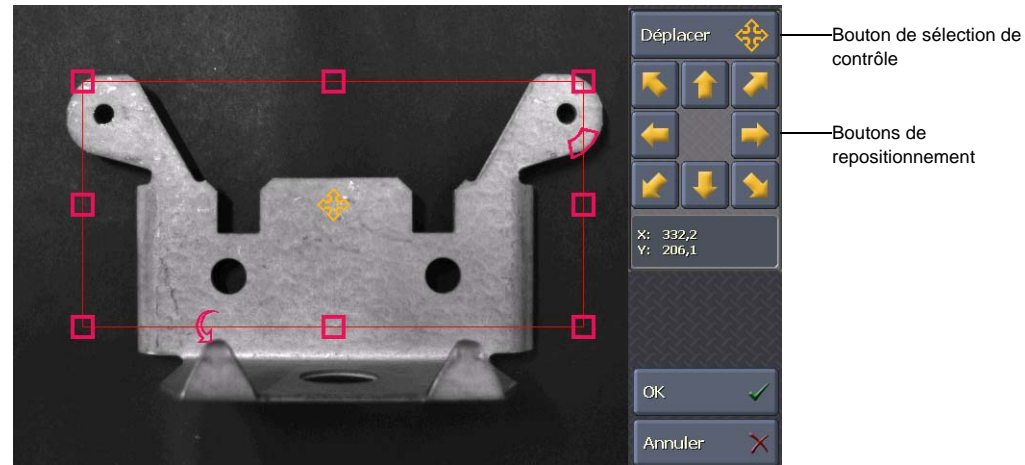 Déplacer
Bouton de sélection de
contrôle
Boutons de
repositionnement
X: 332,2
Y: 206,1
OK
Annuler